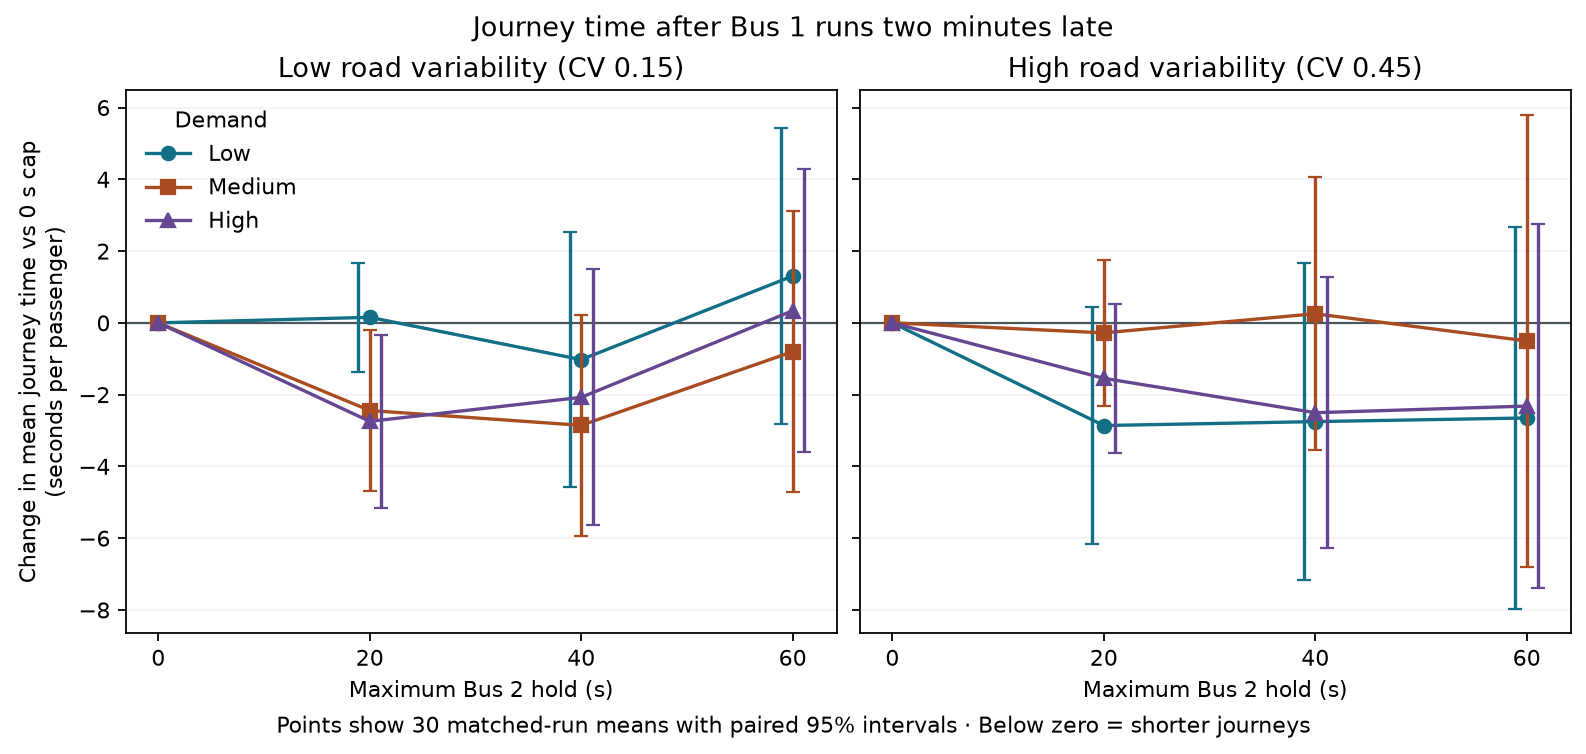 Journey time after Bus 1 runs two minutes late
Low road variability (CV 0.15)
High road variability (CV 0.45)
Change in mean journey time vs 0 s cap
(seconds per passenger)
6
4
2
0
−2
−4
−6
−8
Demand
Low
Medium
High
0 20 40 60
0 20 40 60
Maximum Bus 2 hold (s)
Maximum Bus 2 hold (s)
Points show 30 matched-run means with paired 95% intervals · Below zero = shorter journeys